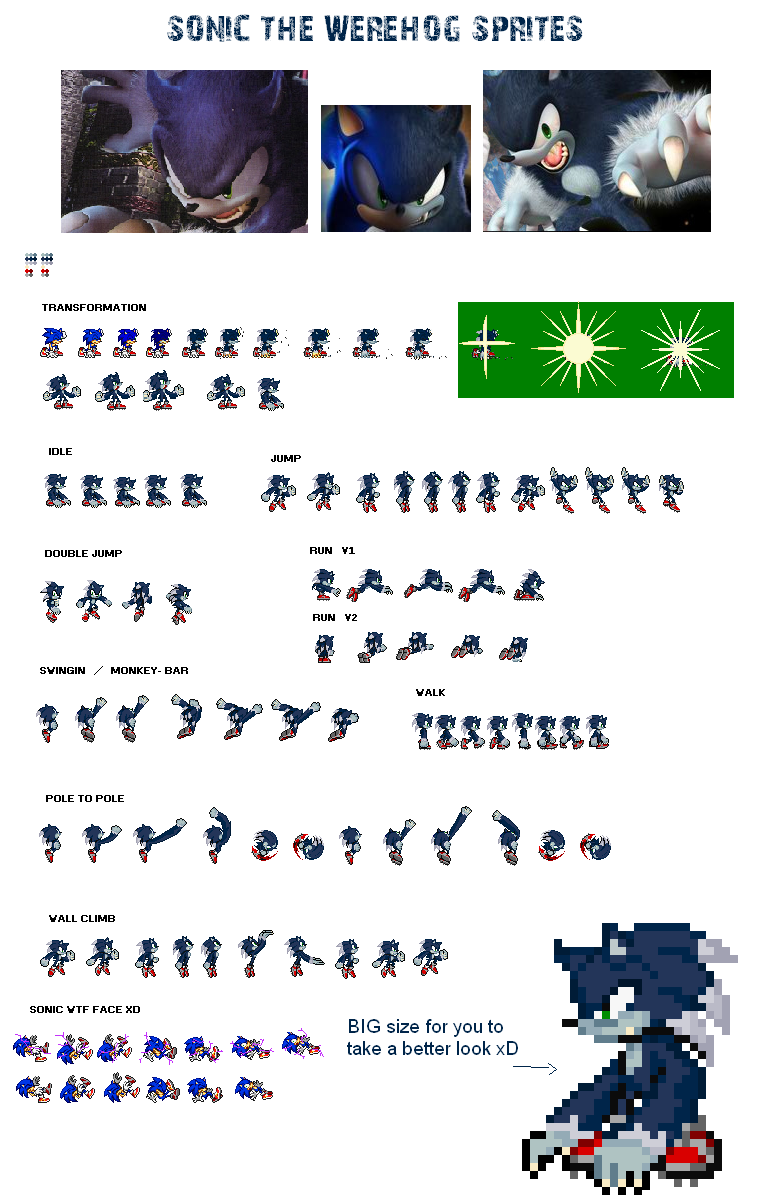 SONIC THE WEREHOG SPRITES
TRANSFORMATION
IDLE
JUMP
DOUBLE JUMP
RUN V1
RUN V2
SWINGIN / MONKEY-BAR
WALK
POLE TO POLE
WALL CLIMB
SONIC WTF FACE XD
BIG size for you to
take a better look xD